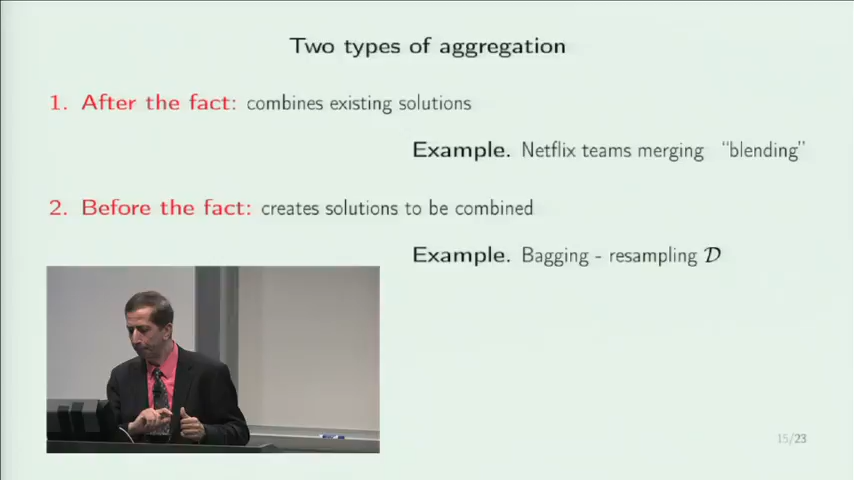 Two types of aggregation
1. After the fact: combines existing solutions
Example. Netflix teams merging “blending”
2. Before the fact: creates solutions to be combined
Example. Bagging - resampling 𝒟
15/23